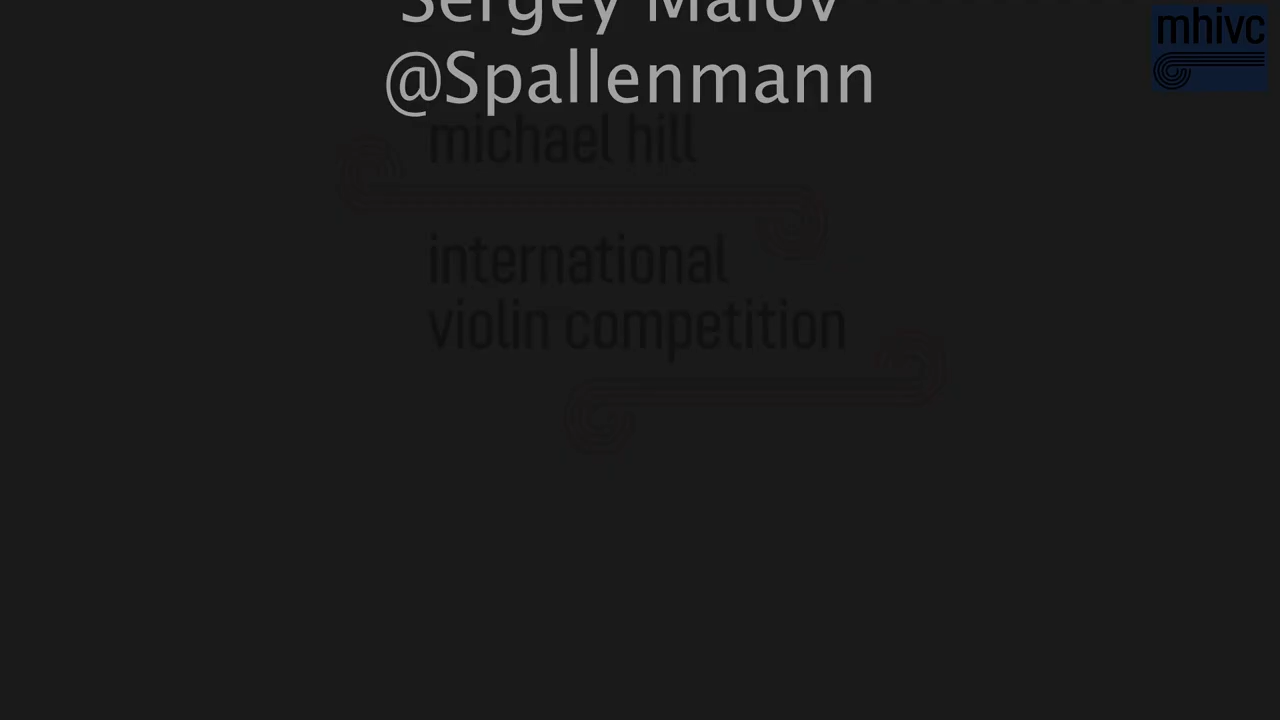 Sergey Malov
@Spallenmann
mhivc
michael hill
international
violin competition